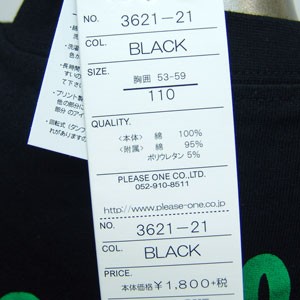 NO. 3621-21
COL. BLACK
SIZE.
胸囲 53-59
110
QUALITY.
〈本体〉 綿 100%
〈附属〉 綿 95%
ポリウレタン 5%
PLEASE ONE CO.,LTD.
052-910-8511
http://www.please-one.co.jp
NO. 3621-21
COL. BLACK
PRICE.
本体価格¥1,800+税